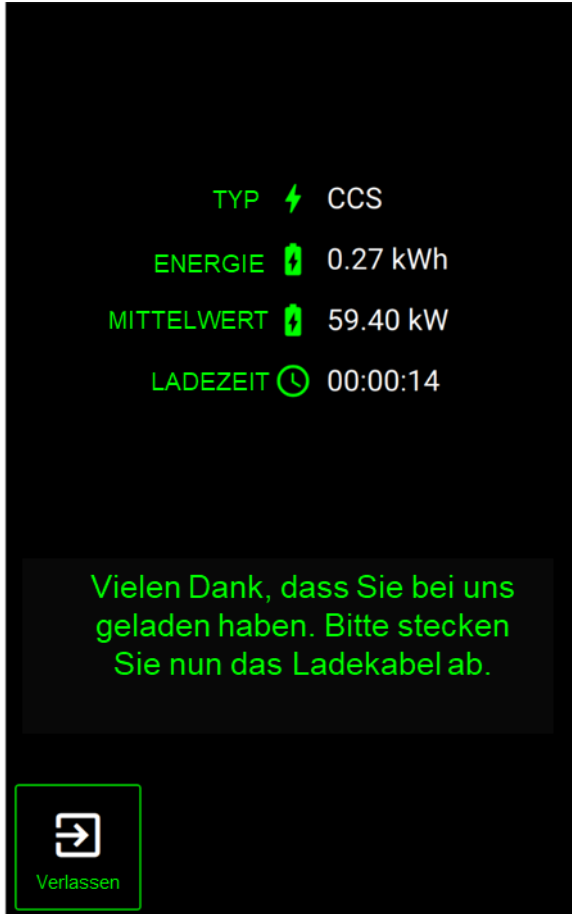 TYP CCS
ENERGIE 0.27 kWh
MITTELWERT 59.40 kW
LADEZEIT 00:00:14
Vielen Dank, dass Sie bei uns
geladen haben. Bitte stecken
Sie nun das Ladekabel ab.
Verlassen